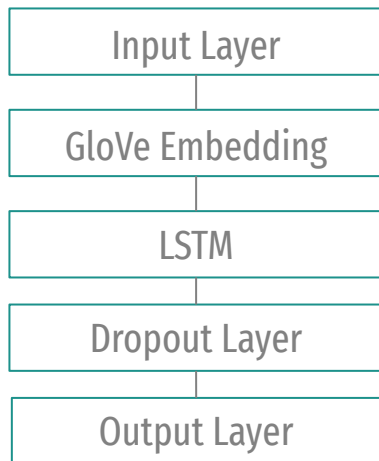 Input Layer
GloVe Embedding
LSTM
Dropout Layer
Output Layer